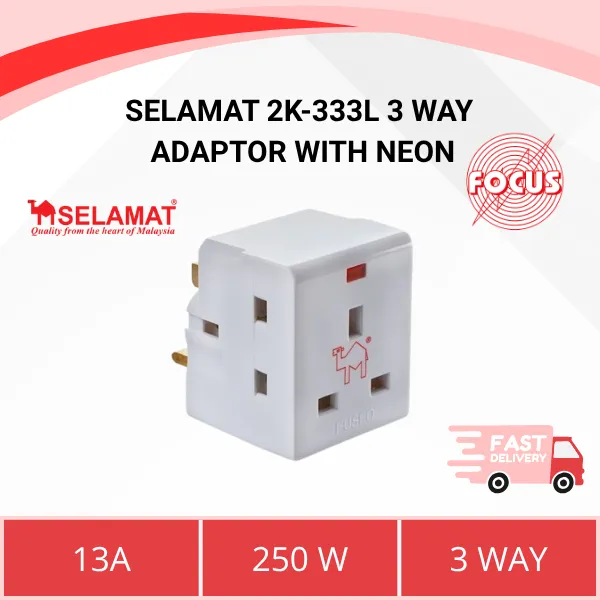 SELAMAT 2K-333L 3 WAY
ADAPTOR WITH NEON
FOCUS
SELAMAT®
Quality from the heart of Malaysia
FUSED
FAST
DELIVERY
13A
250 W
3 WAY